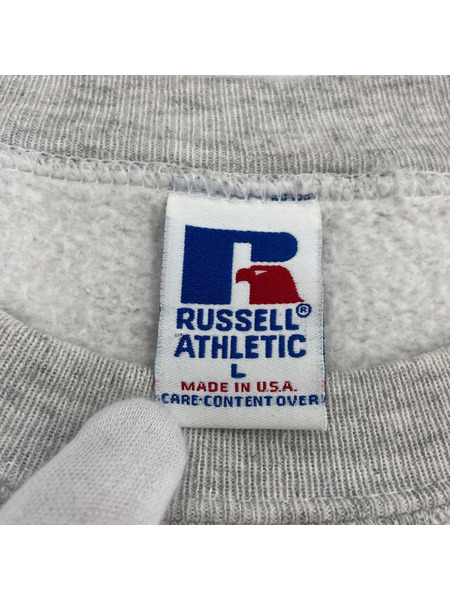 RUSSELL®
ATHLETIC
L
MADE IN U.S.A.
CARE·CONTENT OVER